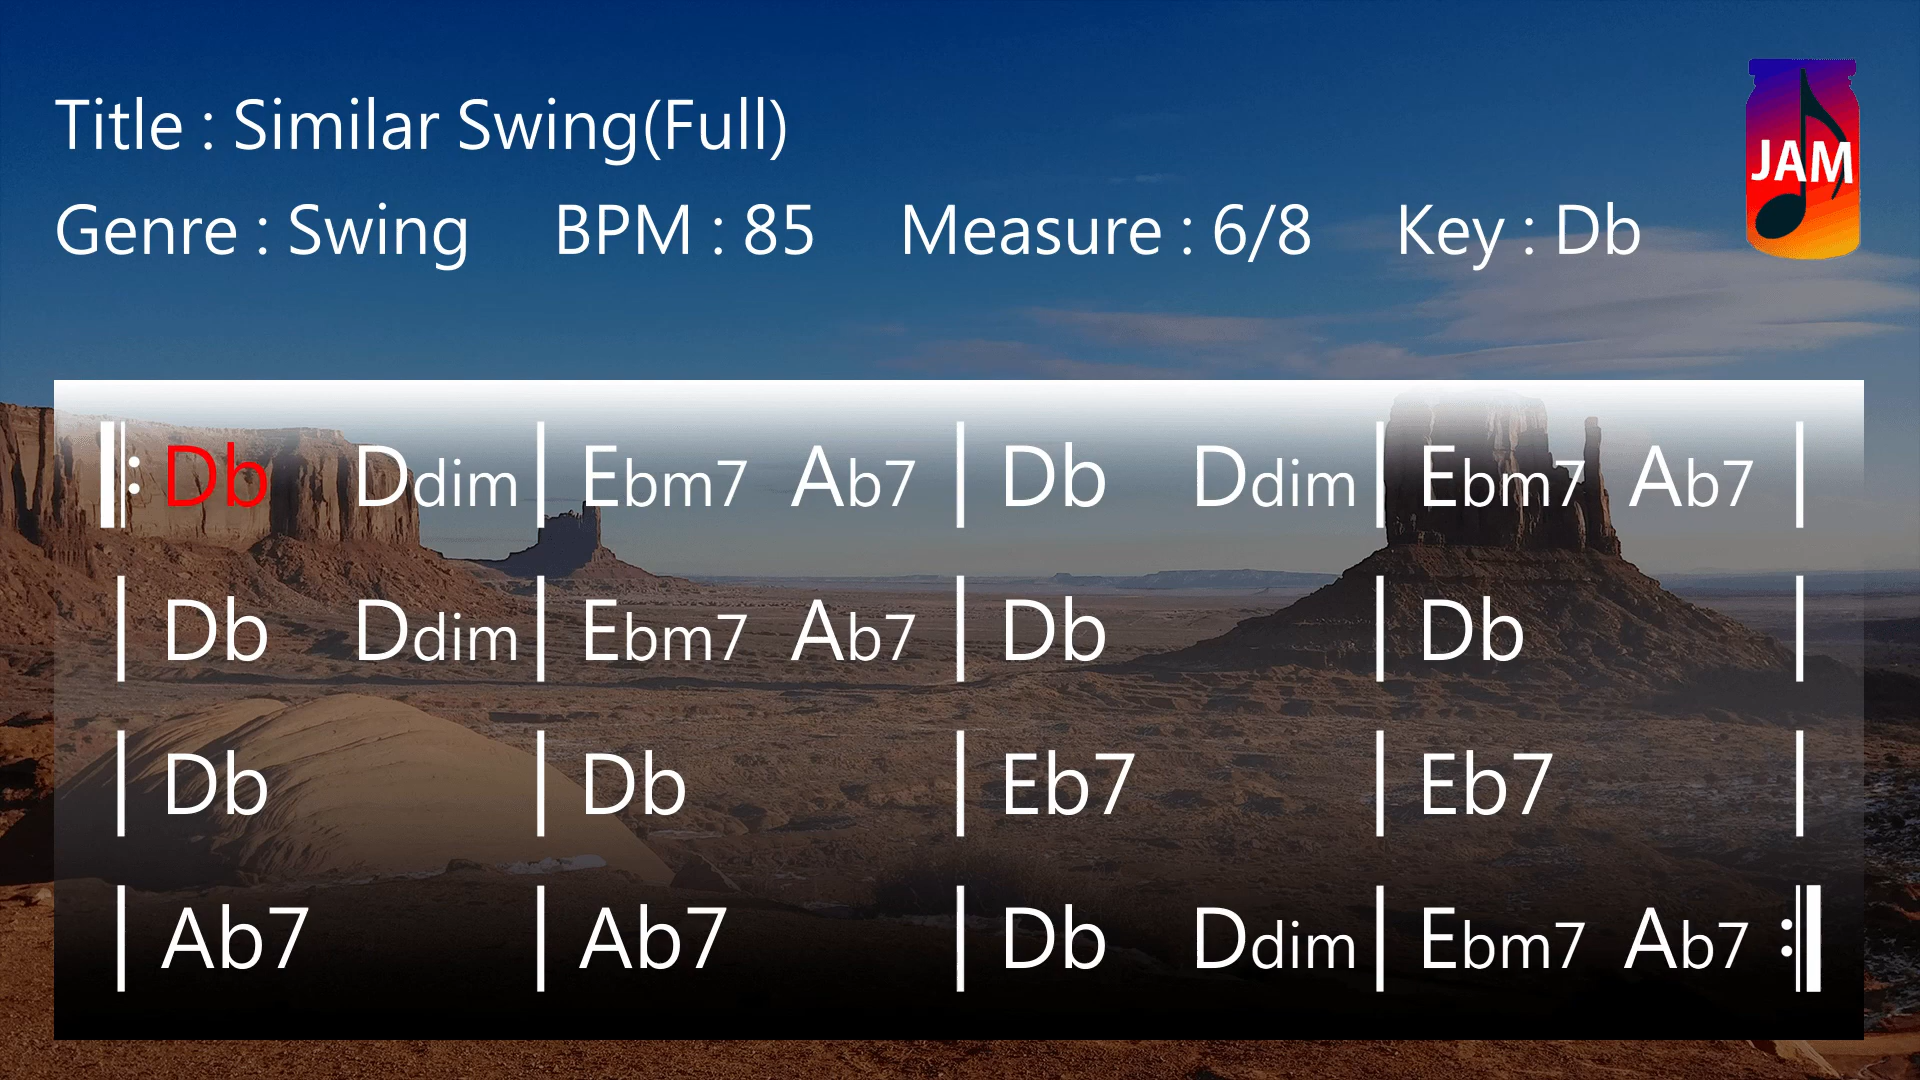 Title : Similar Swing(Full)
JAM
Genre : Swing BPM : 85 Measure : 6/8 Key : Db
Db Ddim Ebm7 Ab7 Db Ddim Ebm7 Ab7
Db Ddim Ebm7 Ab7 Db Db
Db Db Eb7 Eb7
Ab7 Ab7 Db Ddim Ebm7 Ab7